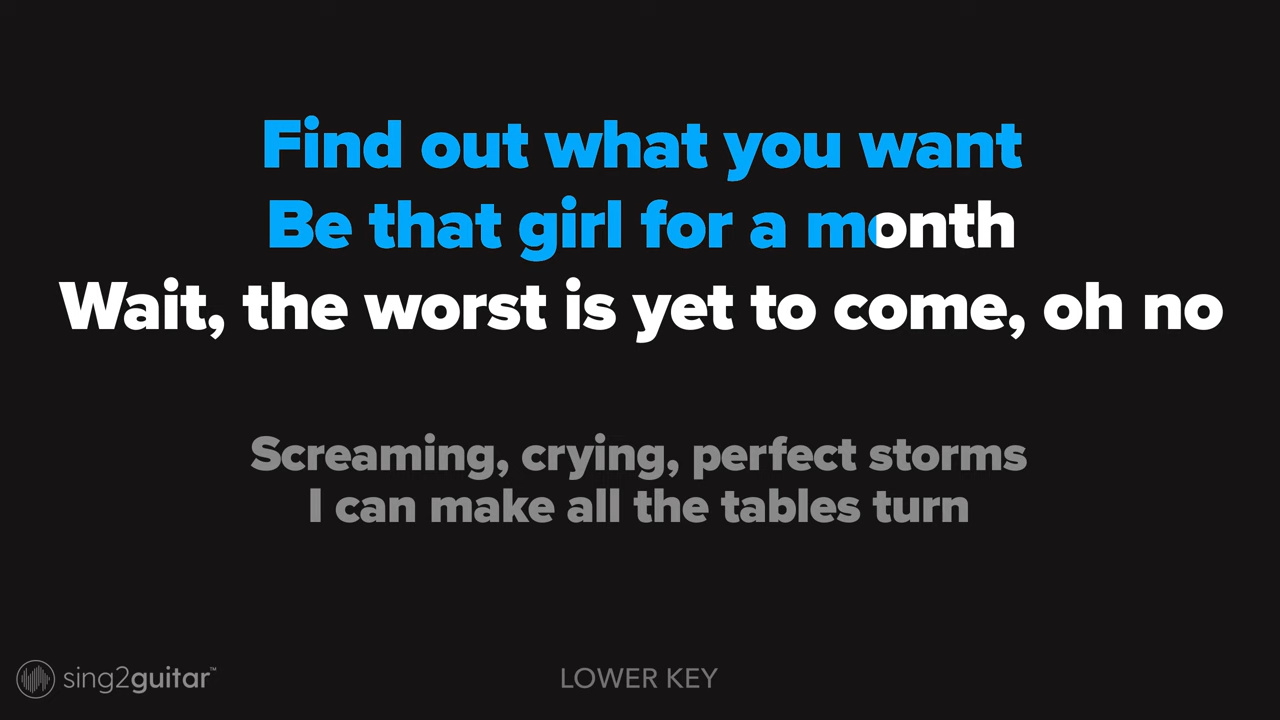 Find out what you want
Be that girl for a month
Wait, the worst is yet to come, oh no
Screaming, crying, perfect storms
I can make all the tables turn
sing2guitar™
LOWER KEY